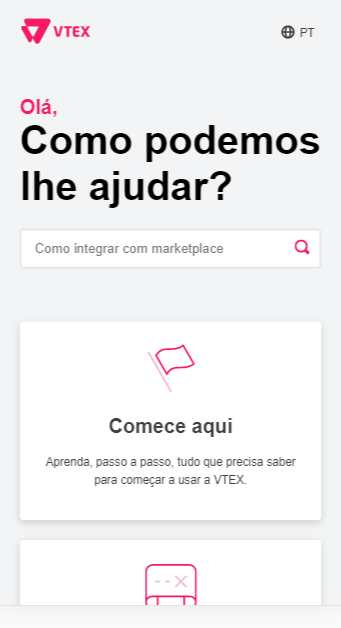 VTEX
PT
Olá,
Como podemos
lhe ajudar?
Como integrar com marketplace
Comece aqui
Aprenda, passo a passo, tudo que precisa saber
para começar a usar a VTEX.